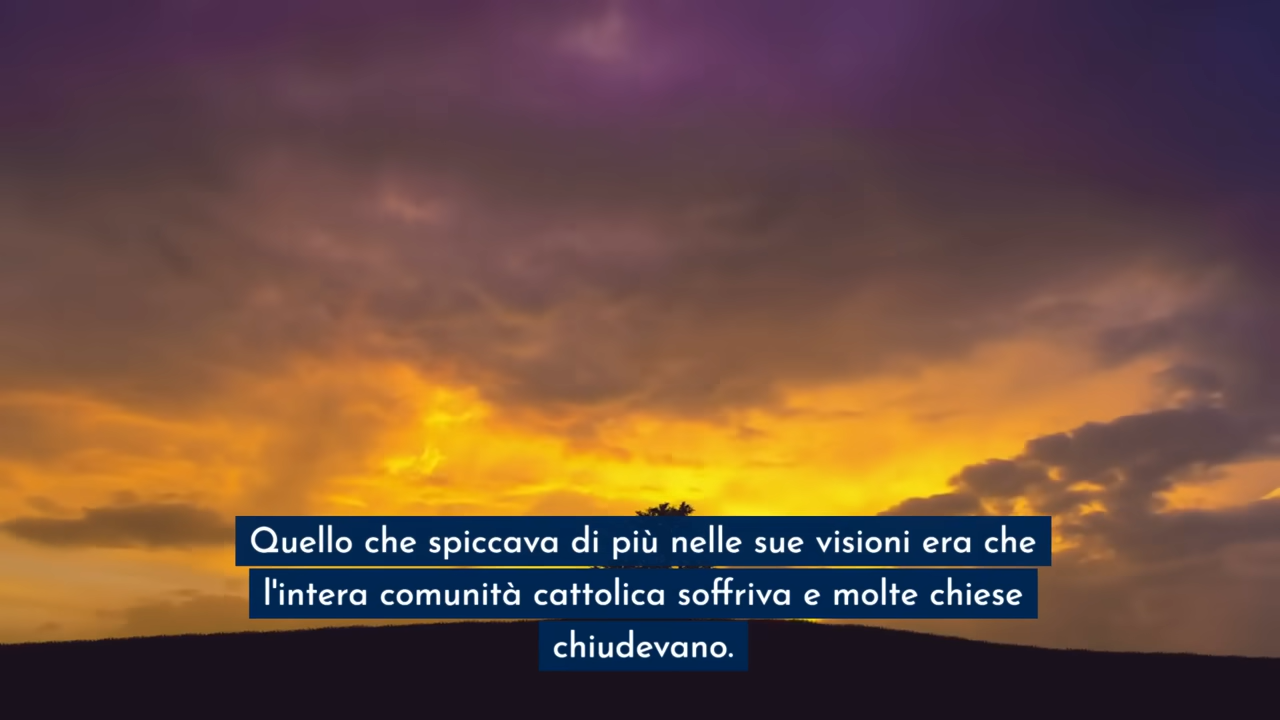 Quello che spiccava di più nelle sue visioni era che
l'intera comunità cattolica soffriva e molte chiese
chiudevano.